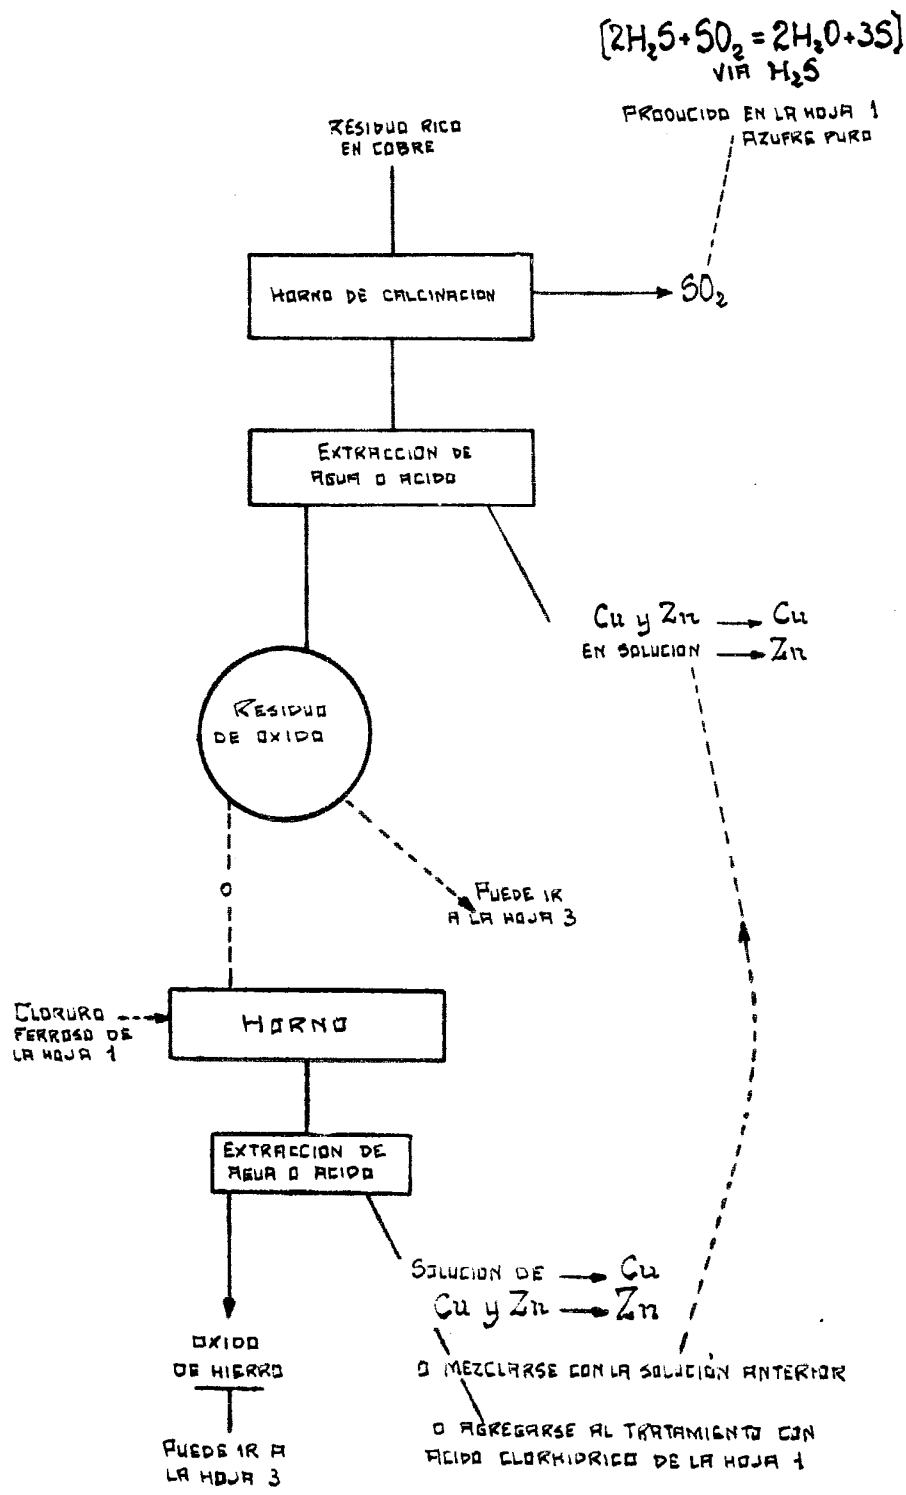 [2H₂S+SO₂ = 2H₂O+3S]
VIA H₂S
PRODUCIDO EN LA HOJA 1
AZUFRE PURO
RESIDUO RICO
EN COBRE
HORNO DE CALCINACION
SO₂
EXTRACCION DE
AGUA O ACIDO
Cu y Zn → Cu
EN SOLUCION → Zn
RESIDUO
DE OXIDO
O
PUEDE IR
A LA HOJA 3
CLORURO
FERROSO DE
LA HOJA 1
HORNO
EXTRACCION DE
AGUA O ACIDO
SOLUCION DE → Cu
Cu y Zn → Zn
OXIDO
DE HIERRO
O MEZCLARSE CON LA SOLUCIÓN ANTERIOR
O AGREGARSE AL TRATAMIENTO CON
ACIDO CLORHIDRICO DE LA HOJA 1
PUEDE IR A
LA HOJA 3